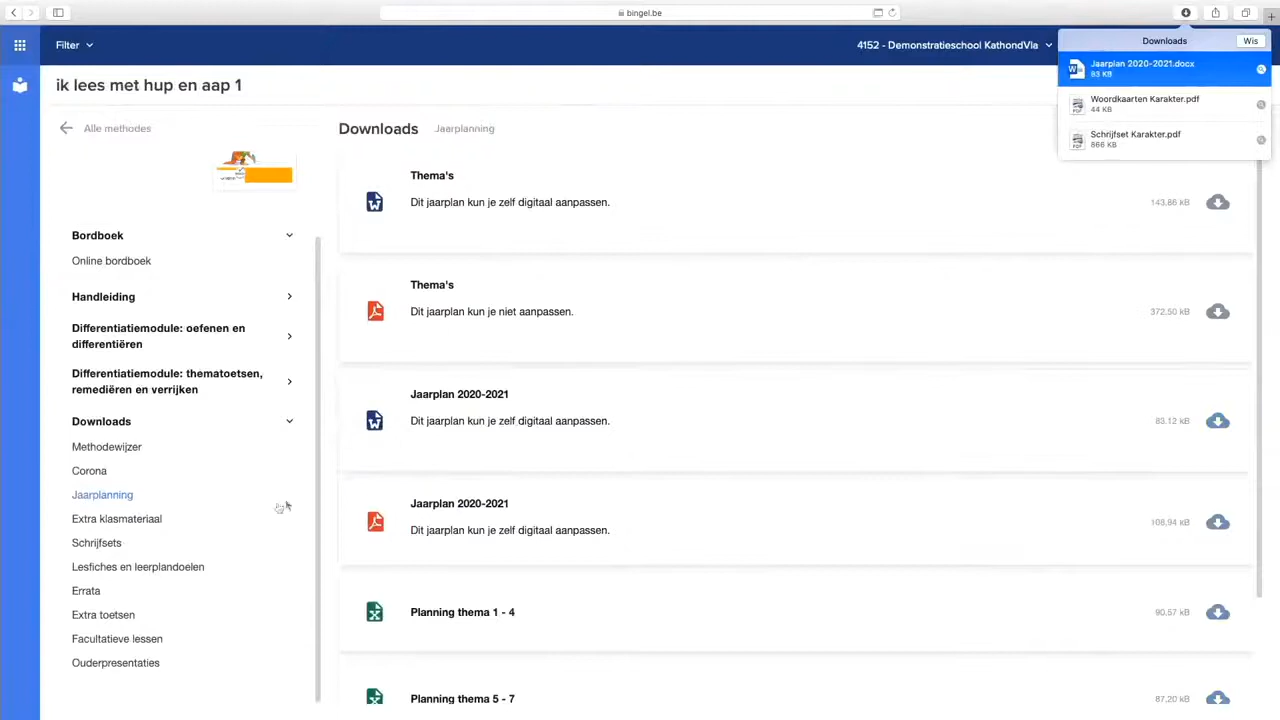 bingel.be
Filter
4152 - Demonstratieschool KathondVla
Downloads
Wis
Jaarplan 2020-2021.docx
83 KB
Woordkaarten Karakter.pdf
44 KB
Schrijfset Karakter.pdf
866 KB
ik lees met hup en aap 1
Alle methodes
Bordboek
Online bordboek
Handleiding
Differentiatiemodule: oefenen en
differentiëren
Differentiatiemodule: thematoetsen,
remediëren en verrijken
Downloads
Methodewijzer
Corona
Jaarplanning
Extra klasmateriaal
Schrijfsets
Lesfiches en leerplandoelen
Errata
Extra toetsen
Facultatieve lessen
Ouderpresentaties
Downloads Jaarplanning
Thema's
Dit jaarplan kun je zelf digitaal aanpassen.
143,86 kB
Thema's
Dit jaarplan kun je niet aanpassen.
372,50 kB
Jaarplan 2020-2021
Dit jaarplan kun je zelf digitaal aanpassen.
83,12 kB
Jaarplan 2020-2021
Dit jaarplan kun je zelf digitaal aanpassen.
108,94 kB
Planning thema 1 - 4
90,57 kB
Planning thema 5 - 7
87,20 kB